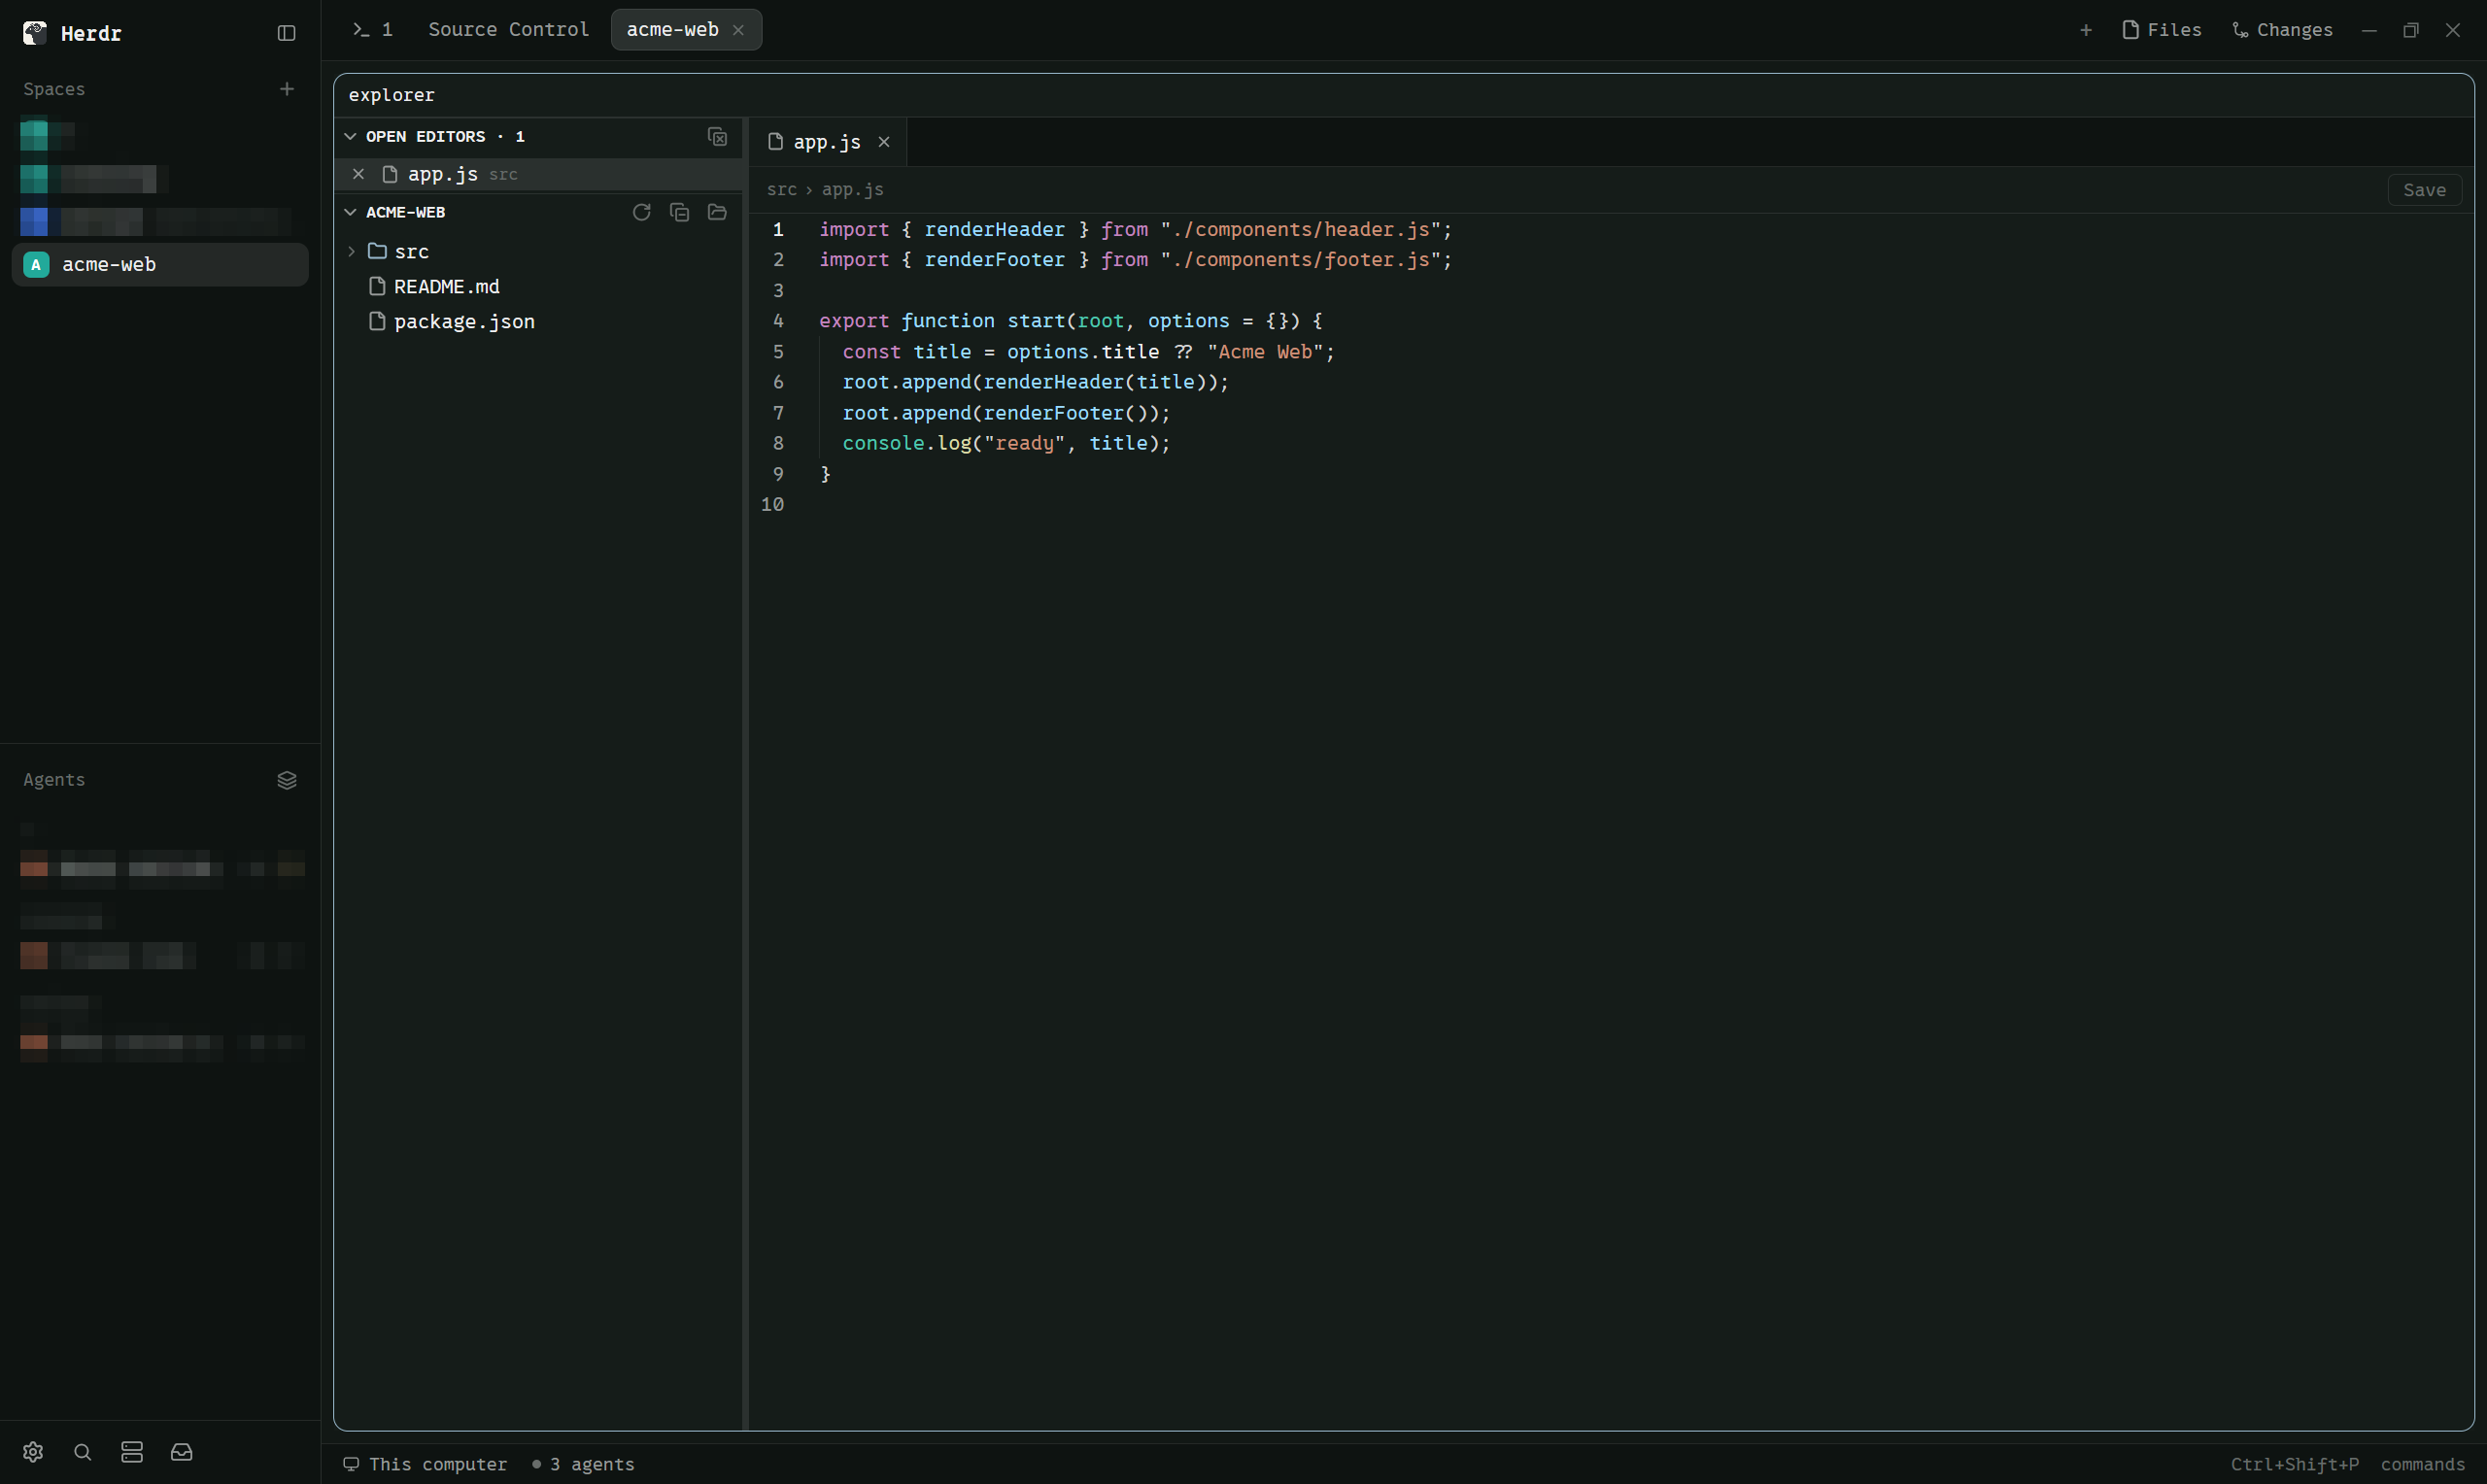 Herdr
Spaces
A acme-web
Agents
1
Source Control
acme-web
Files
Changes
explorer
OPEN EDITORS · 1
app.js src
ACME-WEB
src
README.md
package.json
app.js
src › app.js
Save
1 import { renderHeader } from "./components/header.js";
2 import { renderFooter } from "./components/footer.js";
3
4 export function start(root, options = {}) {
5 const title = options.title ?? "Acme Web";
6 root.append(renderHeader(title));
7 root.append(renderFooter());
8 console.log("ready", title);
9 }
10
This computer
3 agents
Ctrl+Shift+P commands